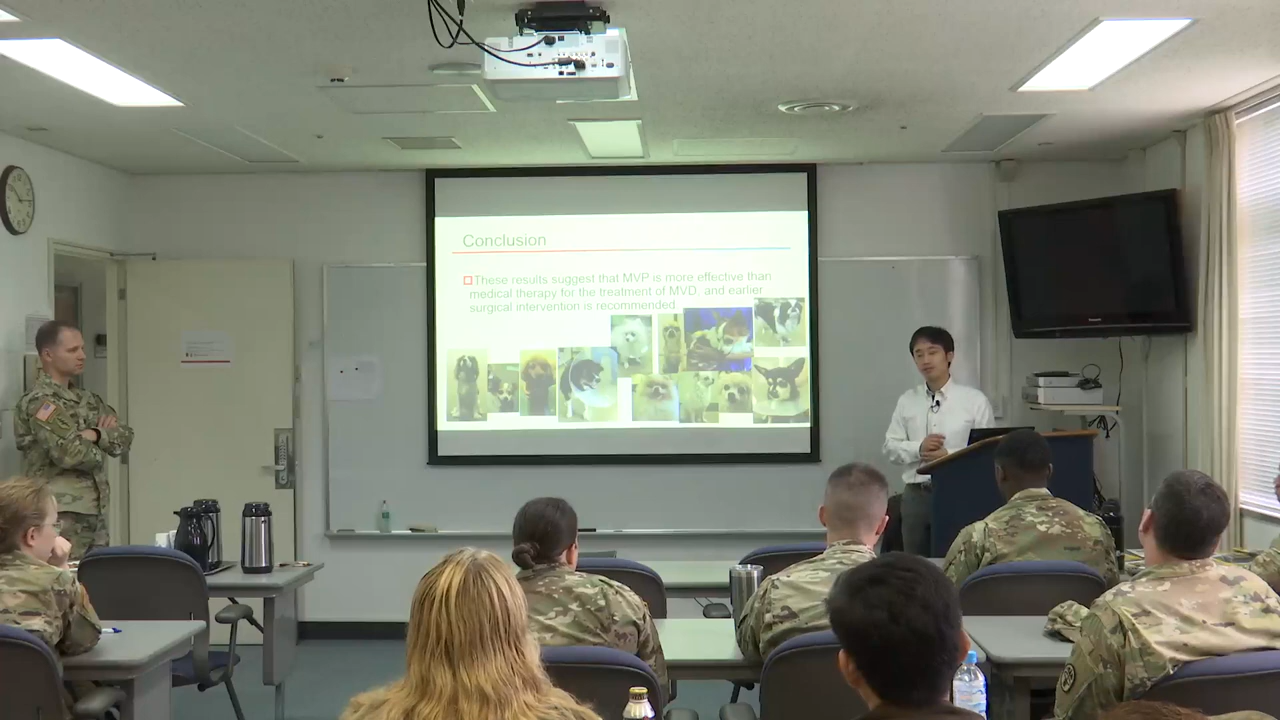 Conclusion
These results suggest that MVP is more effective than
medical therapy for the treatment of MVD, and earlier
surgical intervention is recommended.